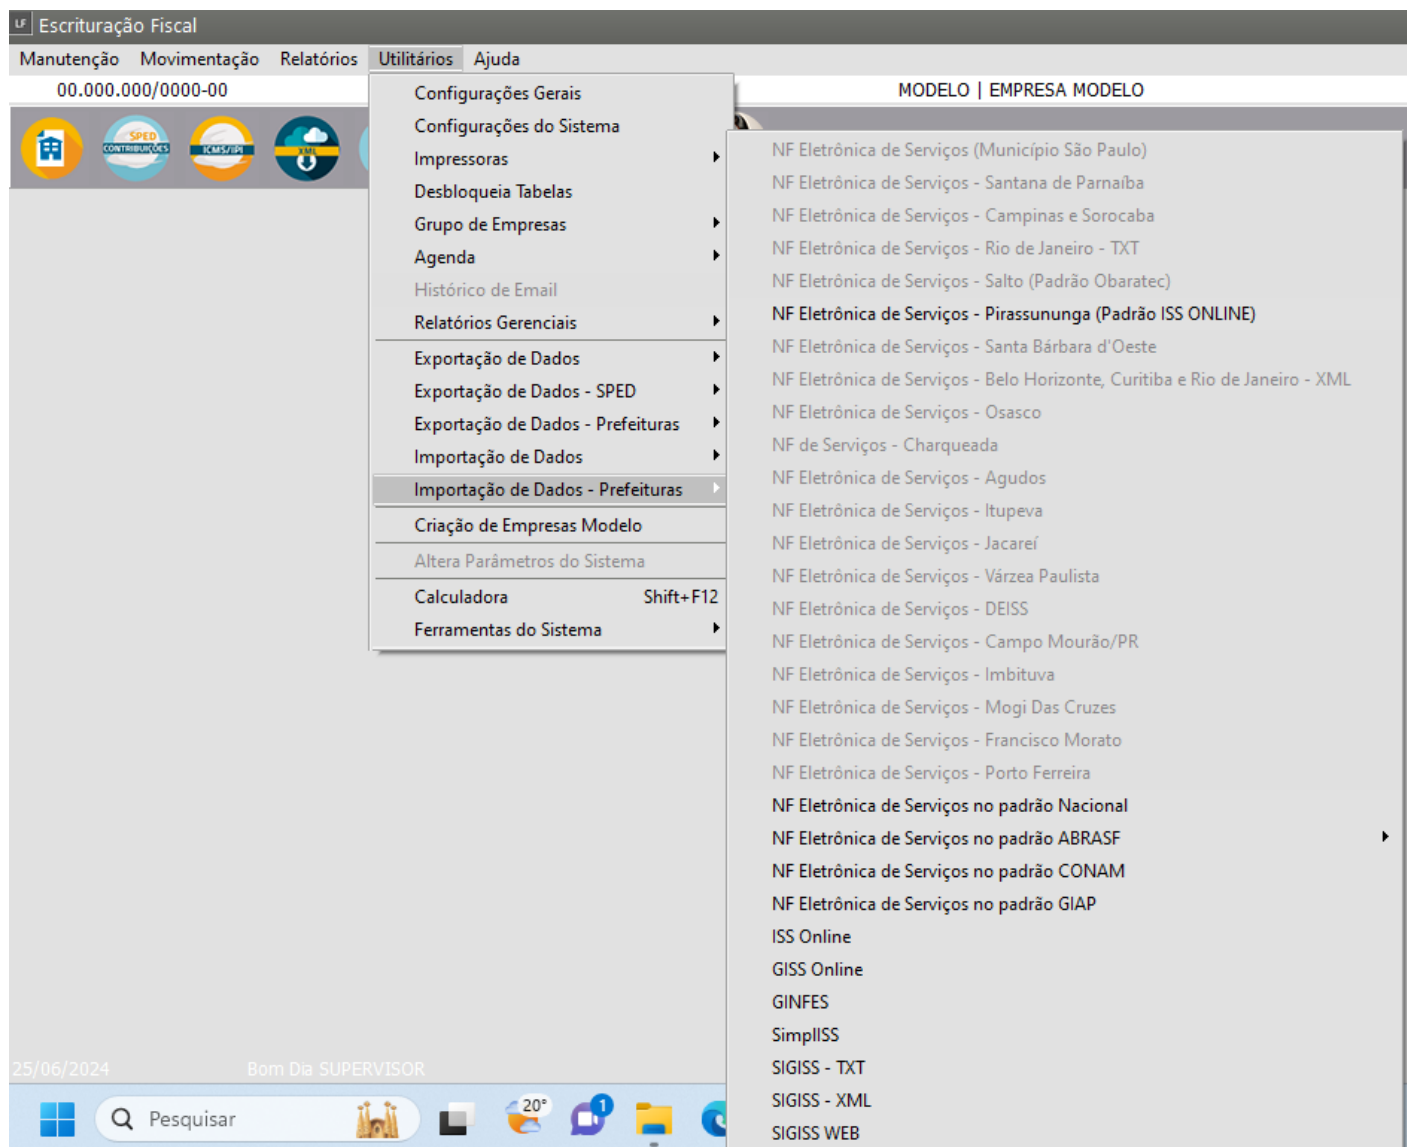 LF Escrituração Fiscal
Manutenção Movimentação Relatórios Utilitários Ajuda
00.000.000/0000-00 MODELO | EMPRESA MODELO
SPED CONTRIBUIÇÕES
ICMS/IPI
XML
Configurações Gerais
Configurações do Sistema
Impressoras
Desbloqueia Tabelas
Grupo de Empresas
Agenda
Histórico de Email
Relatórios Gerenciais
Exportação de Dados
Exportação de Dados - SPED
Exportação de Dados - Prefeituras
Importação de Dados
Importação de Dados - Prefeituras
Criação de Empresas Modelo
Altera Parâmetros do Sistema
Calculadora Shift+F12
Ferramentas do Sistema
NF Eletrônica de Serviços (Município São Paulo)
NF Eletrônica de Serviços - Santana de Parnaíba
NF Eletrônica de Serviços - Campinas e Sorocaba
NF Eletrônica de Serviços - Rio de Janeiro - TXT
NF Eletrônica de Serviços - Salto (Padrão Obaratec)
NF Eletrônica de Serviços - Pirassununga (Padrão ISS ONLINE)
NF Eletrônica de Serviços - Santa Bárbara d'Oeste
NF Eletrônica de Serviços - Belo Horizonte, Curitiba e Rio de Janeiro - XML
NF Eletrônica de Serviços - Osasco
NF de Serviços - Charqueada
NF Eletrônica de Serviços - Agudos
NF Eletrônica de Serviços - Itupeva
NF Eletrônica de Serviços - Jacareí
NF Eletrônica de Serviços - Várzea Paulista
NF Eletrônica de Serviços - DEISS
NF Eletrônica de Serviços - Campo Mourão/PR
NF Eletrônica de Serviços - Imbituva
NF Eletrônica de Serviços - Mogi Das Cruzes
NF Eletrônica de Serviços - Francisco Morato
NF Eletrônica de Serviços - Porto Ferreira
NF Eletrônica de Serviços no padrão Nacional
NF Eletrônica de Serviços no padrão ABRASF
NF Eletrônica de Serviços no padrão CONAM
NF Eletrônica de Serviços no padrão GIAP
ISS Online
GISS Online
GINFES
SimplISS
SIGISS - TXT
SIGISS - XML
SIGISS WEB
25/06/2024 Bom Dia SUPERVISOR
Pesquisar 20° 1